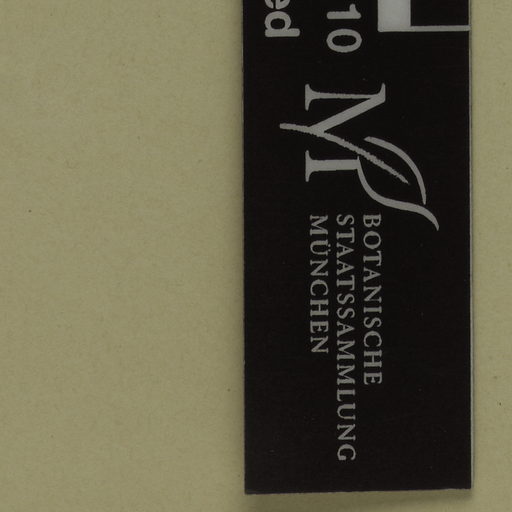 10
ed
M
BOTANISCHE
STAATSSAMMLUNG
MÜNCHEN